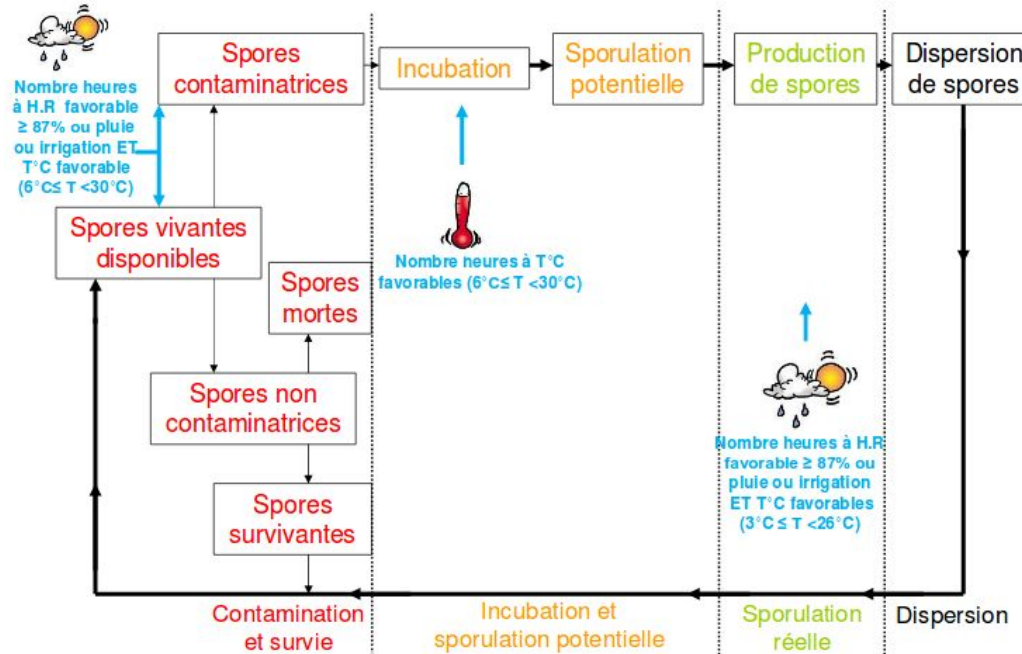 Spores
contaminatrices
Incubation
Sporulation
potentielle
Production
de spores
Dispersion
de spores
Nombre heures
à H.R favorable
≥ 87% ou pluie
ou irrigation ET
T°C favorable
(6°C≤ T <30°C)
Spores vivantes
disponibles
Nombre heures à T°C
favorables (6°C≤ T <30°C)
Spores
mortes
Spores non
contaminatrices
Nombre heures à H.R
favorable ≥ 87% ou
pluie ou irrigation
ET T°C favorables
(3°C ≤ T <26°C)
Spores
survivantes
Contamination
et survie
Incubation et
sporulation potentielle
Sporulation
réelle
Dispersion